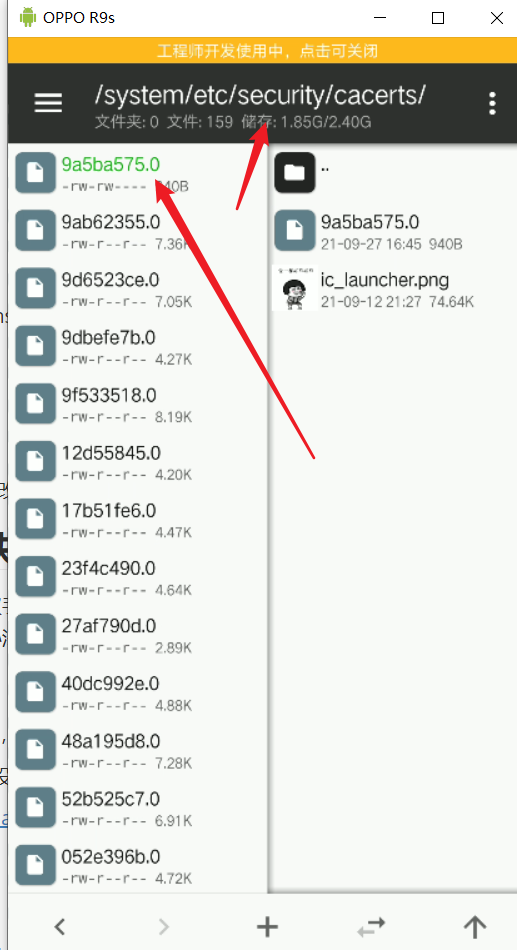 OPPO R9s
工程师开发使用中，点击可关闭
/system/etc/security/cacerts/
文件夹: 0 文件: 159 储存: 1.85G/2.40G
9a5ba575.0
-rw-rw---- 940B
9ab62355.0
-rw-r--r-- 7.36K
9d6523ce.0
-rw-r--r-- 7.05K
9dbefe7b.0
-rw-r--r-- 4.27K
9f533518.0
-rw-r--r-- 8.19K
12d55845.0
-rw-r--r-- 4.20K
17b51fe6.0
-rw-r--r-- 4.47K
23f4c490.0
-rw-r--r-- 4.64K
27af790d.0
-rw-r--r-- 2.89K
40dc992e.0
-rw-r--r-- 4.88K
48a195d8.0
-rw-r--r-- 7.28K
52b525c7.0
-rw-r--r-- 6.91K
052e396b.0
-rw-r--r-- 4.72K
..
9a5ba575.0
21-09-27 16:45 940B
ic_launcher.png
21-09-12 21:27 74.64K